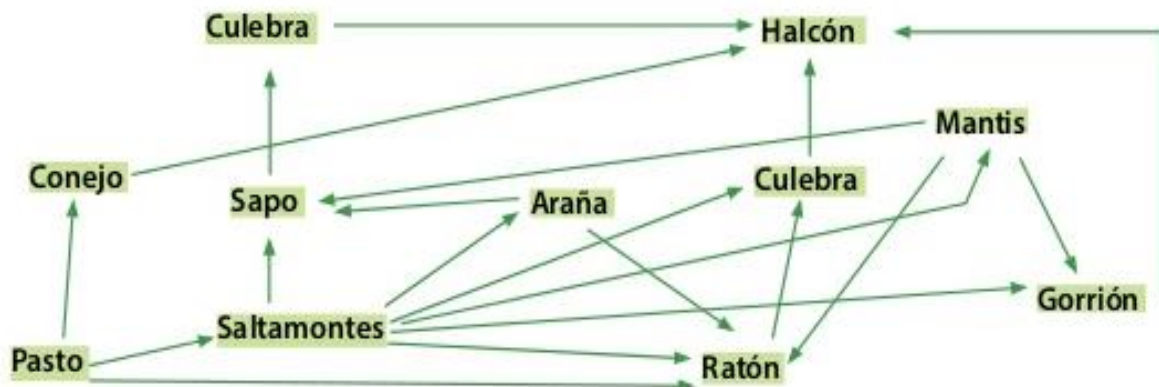 Culebra
Halcón
Mantis
Conejo
Sapo
Araña
Culebra
Gorrión
Saltamontes
Pasto
Ratón